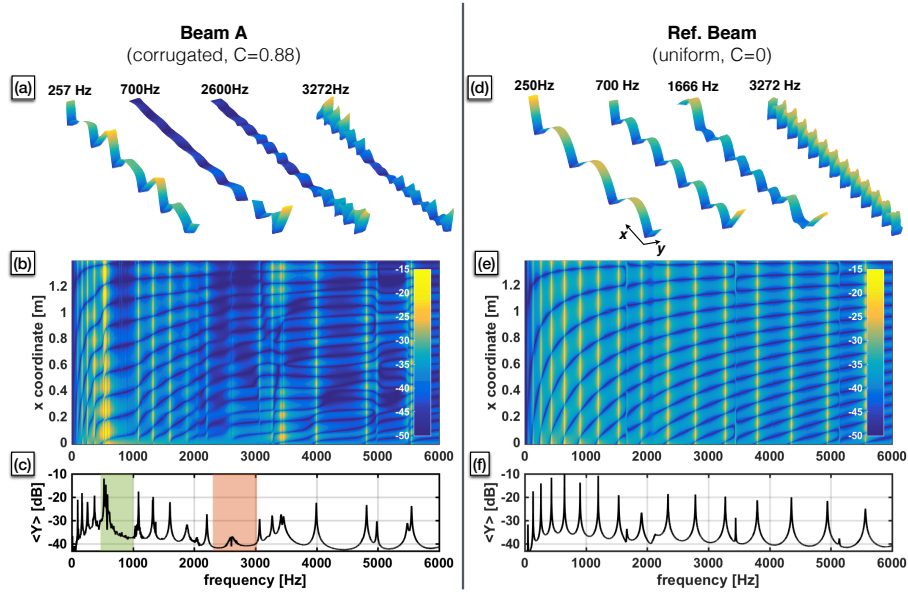 Beam A
(corrugated, C=0.88)
Ref. Beam
(uniform, C=0)
(a)
257 Hz
700Hz
2600Hz
3272Hz
(d)
250Hz
700 Hz
1666 Hz
3272 Hz
x
y
(b)
x coordinate [m]
1.2
1
0.8
0.6
0.4
0.2
0
-15
-20
-25
-30
-35
-40
-45
-50
0 1000 2000 3000 4000 5000 6000
(e)
x coordinate [m]
1.2
1
0.8
0.6
0.4
0.2
0
-15
-20
-25
-30
-35
-40
-45
-50
0 1000 2000 3000 4000 5000 6000
(c)
<Y> [dB]
-10
-20
-30
-40
0 1000 2000 3000 4000 5000 6000
frequency [Hz]
(f)
<Y> [dB]
-10
-20
-30
-40
0 1000 2000 3000 4000 5000 6000
frequency [Hz]